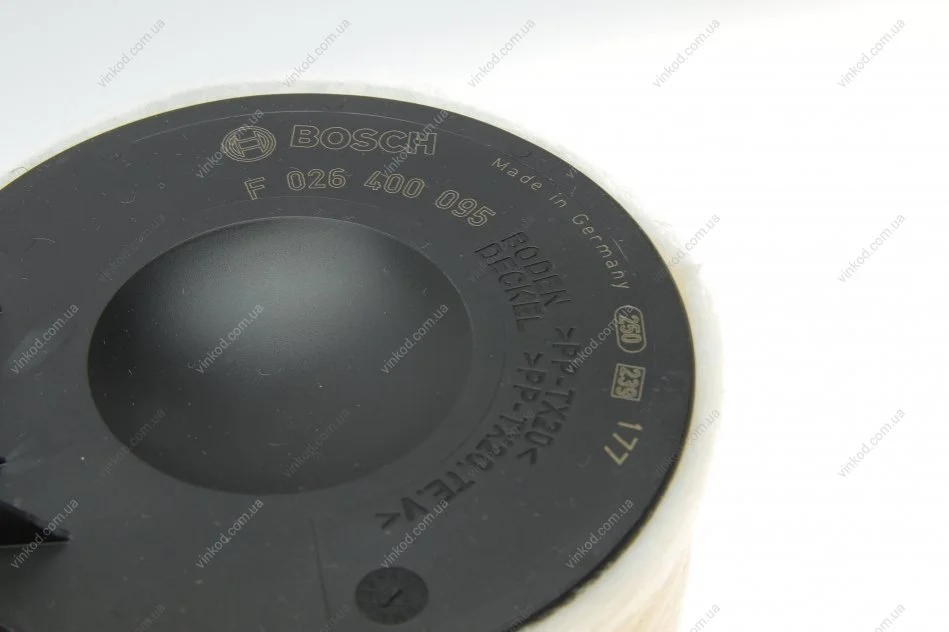 BOSCH
F 026 400 095
Made in Germany
250
239
177
BODEN >PP-TX20<
DECKEL >PP-TX20.TE.V<
vinkod.com.ua